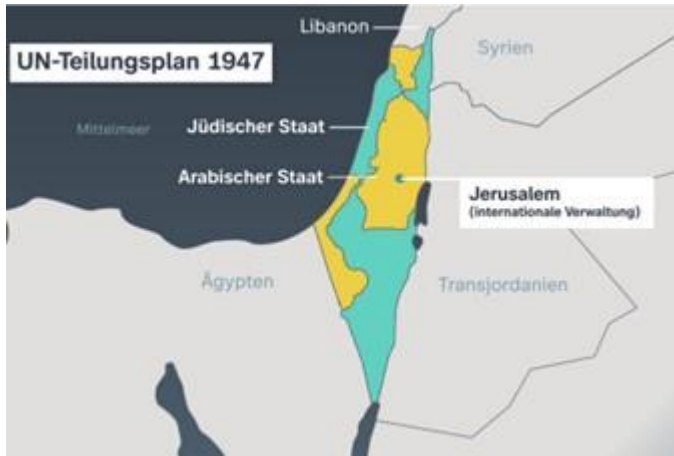 Libanon
Syrien
UN-Teilungsplan 1947
Mittelmeer
Jüdischer Staat
Arabischer Staat
Jerusalem
(internationale Verwaltung)
Ägypten
Transjordanien